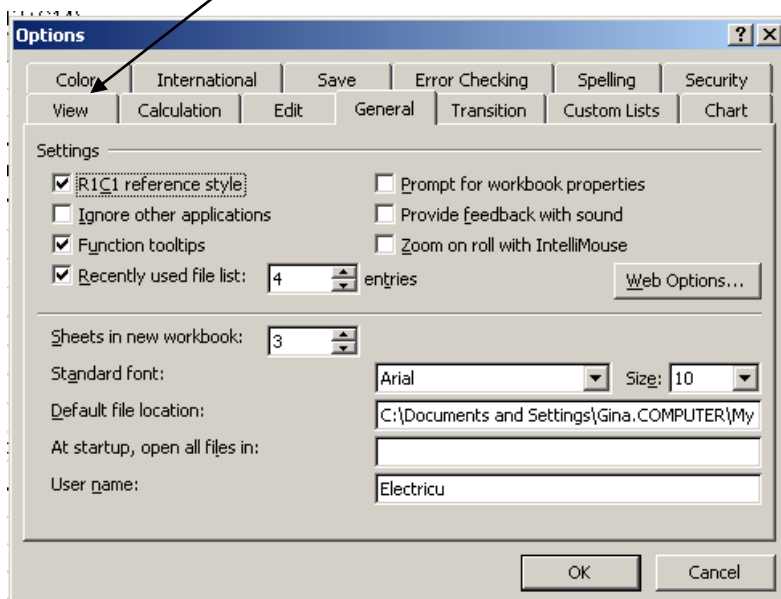 Options
Color International Save Error Checking Spelling Security
View Calculation Edit General Transition Custom Lists Chart
Settings
R1C1 reference style Prompt for workbook properties
Ignore other applications Provide feedback with sound
Function tooltips Zoom on roll with IntelliMouse
Recently used file list: 4 entries Web Options...
Sheets in new workbook: 3
Standard font: Arial Size: 10
Default file location: C:\Documents and Settings\Gina.COMPUTER\My
At startup, open all files in:
User name: Electricu
OK Cancel